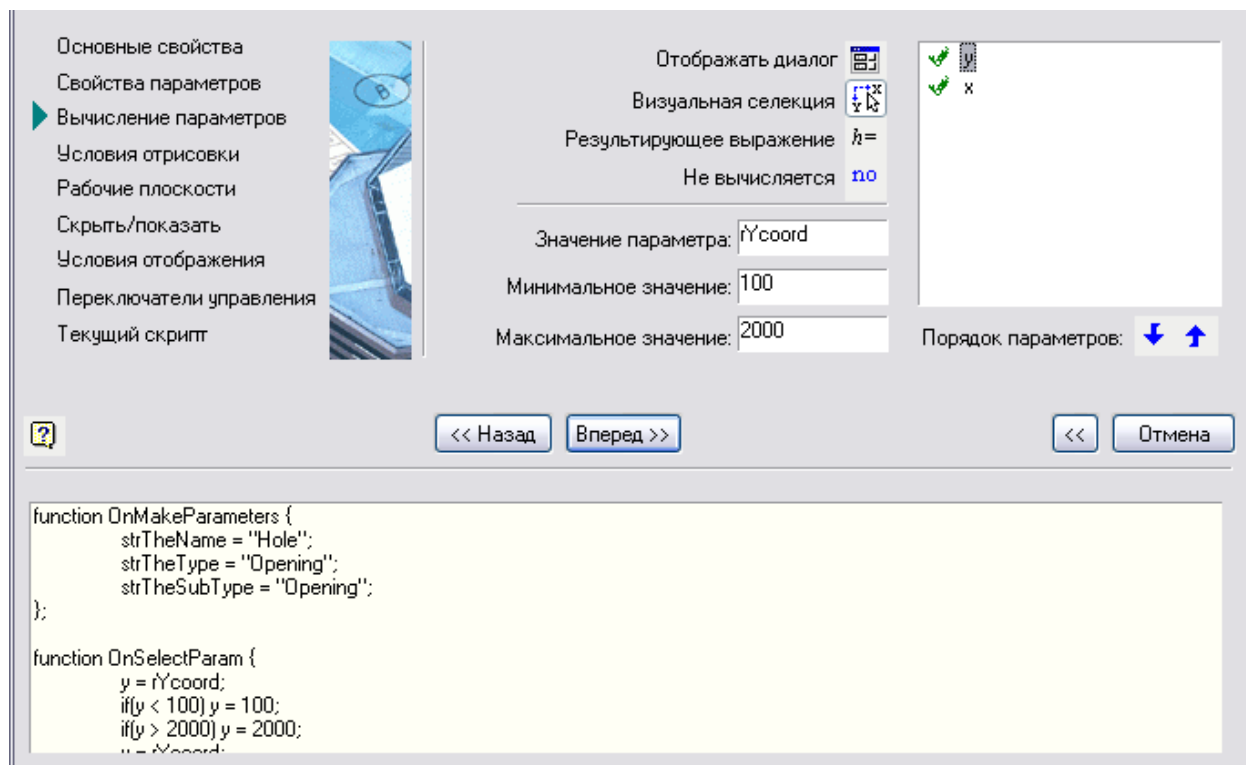 Основные свойства
Свойства параметров
Вычисление параметров
Условия отрисовки
Рабочие плоскости
Скрыть/показать
Условия отображения
Переключатели управления
Текущий скрипт
B
Отображать диалог
Визуальная селекция
Результирующее выражение h=
Не вычисляется no
Значение параметра: rYcoord
Минимальное значение: 100
Максимальное значение: 2000
y
x
Порядок параметров:
<< Назад
Вперед >>
<<
Отмена
function OnMakeParameters {
strTheName = "Hole";
strTheType = "Opening";
strTheSubType = "Opening";
};
function OnSelectParam {
y = rYcoord;
if(y < 100) y = 100;
if(y > 2000) y = 2000;